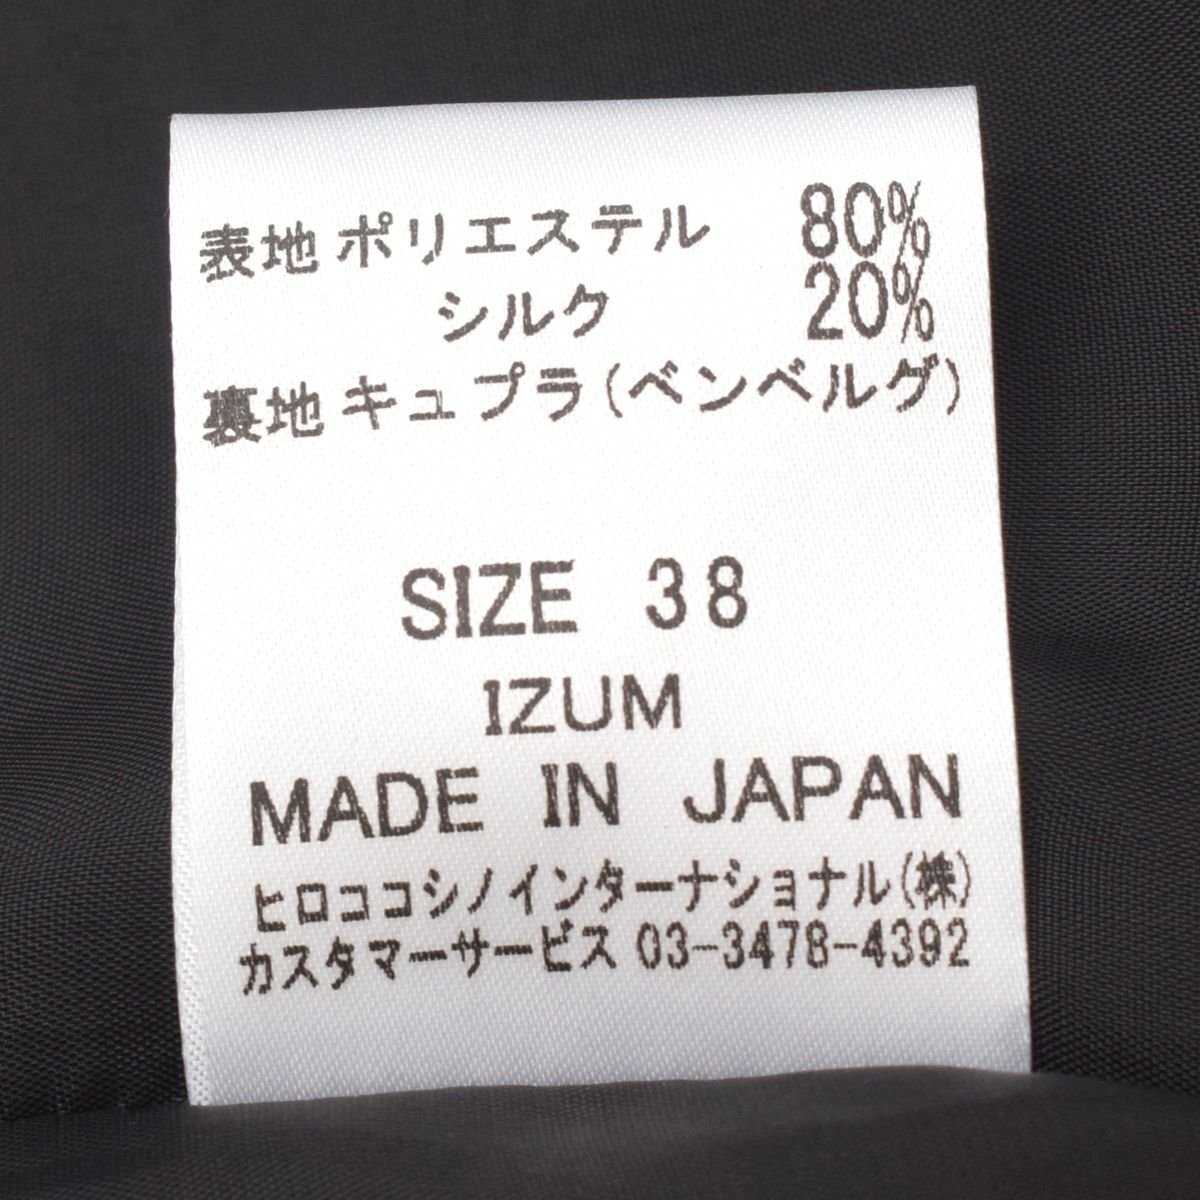 表地 ポリエステル 80%
シルク 20%
裏地 キュプラ(ベンベルグ)
SIZE 38
IZUM
MADE IN JAPAN
ヒロココシノインターナショナル(株)
カスタマーサービス 03-3478-4392